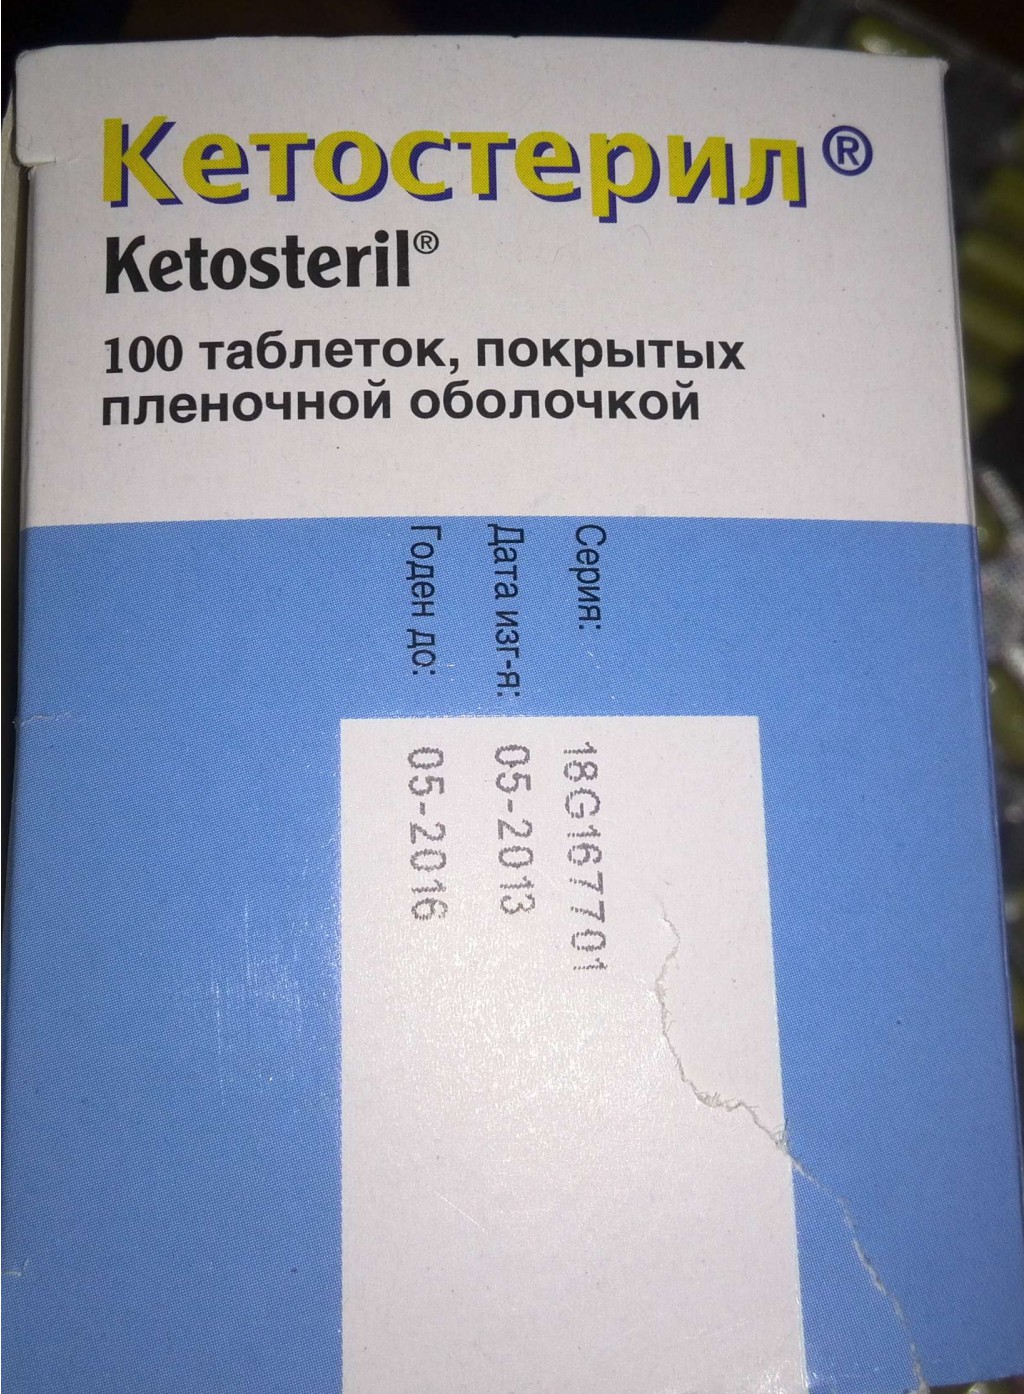 Кетостерил®
Ketosteril®
100 таблеток, покрытых
пленочной оболочкой
Серия: 18G167701
Дата изг-я: 05-2013
Годен до: 05-2016